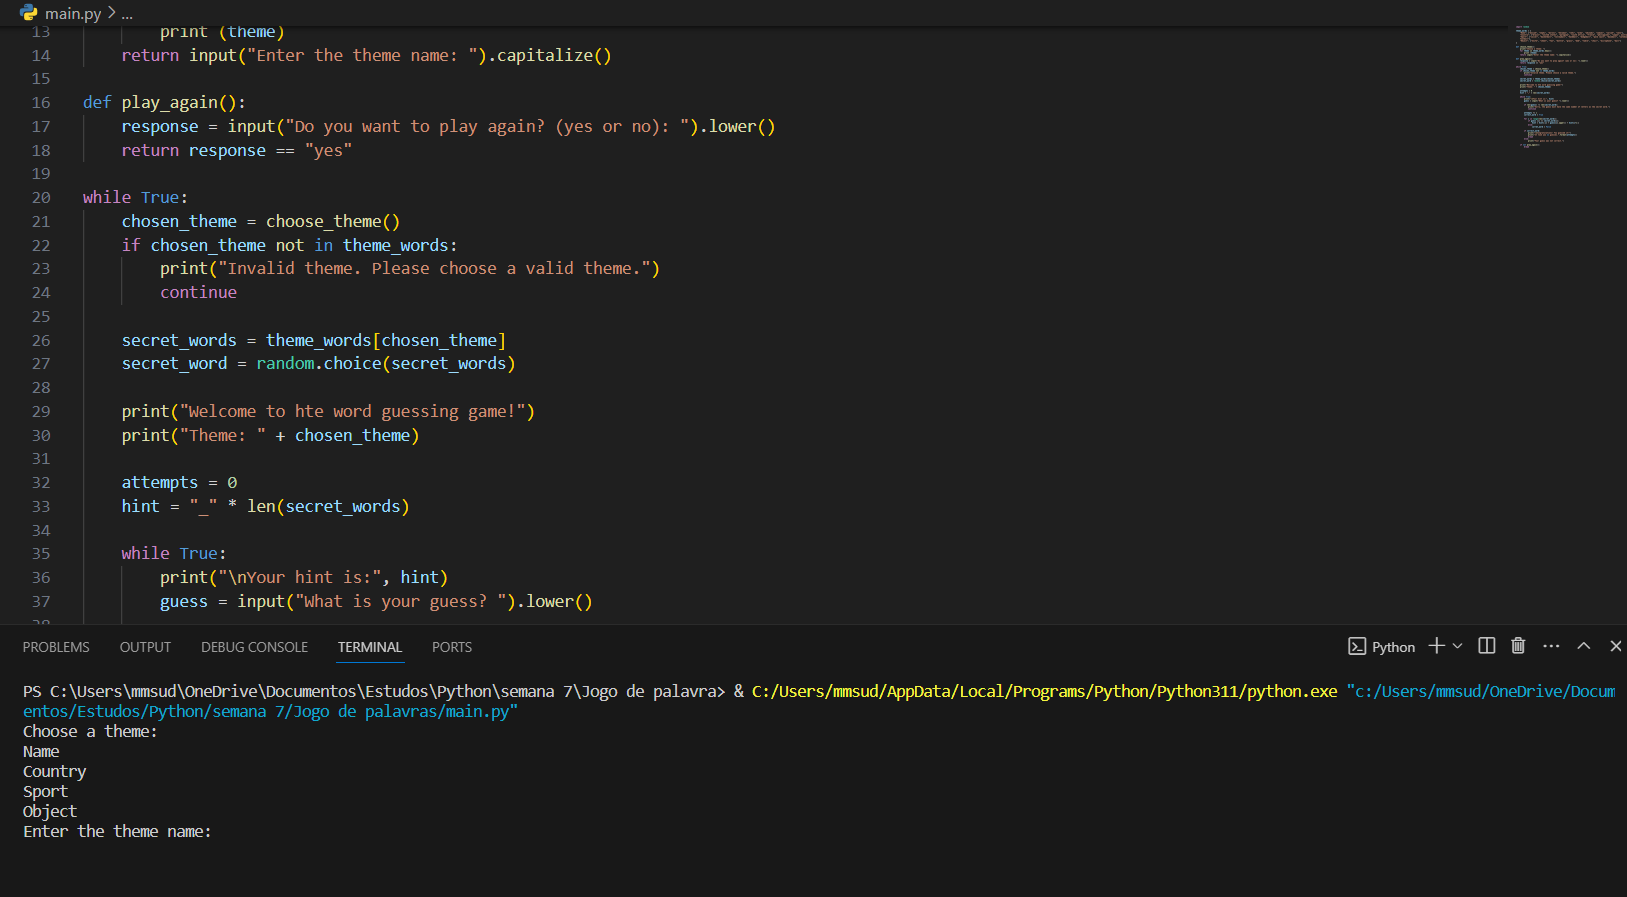 main.py > ...
13 print (theme)
14 return input("Enter the theme name: ").capitalize()
15
16 def play_again():
17 response = input("Do you want to play again? (yes or no): ").lower()
18 return response == "yes"
19
20 while True:
21 chosen_theme = choose_theme()
22 if chosen_theme not in theme_words:
23 print("Invalid theme. Please choose a valid theme.")
24 continue
25
26 secret_words = theme_words[chosen_theme]
27 secret_word = random.choice(secret_words)
28
29 print("Welcome to hte word guessing game!")
30 print("Theme: " + chosen_theme)
31
32 attempts = 0
33 hint = "_" * len(secret_words)
34
35 while True:
36 print("\nYour hint is:", hint)
37 guess = input("What is your guess? ").lower()
38
PROBLEMS OUTPUT DEBUG CONSOLE TERMINAL PORTS Python
PS C:\Users\mmsud\OneDrive\Documentos\Estudos\Python\semana 7\Jogo de palavra> & C:/Users/mmsud/AppData/Local/Programs/Python/Python311/python.exe "c:/Users/mmsud/OneDrive/Docum
entos/Estudos/Python/semana 7/Jogo de palavras/main.py"
Choose a theme:
Name
Country
Sport
Object
Enter the theme name: